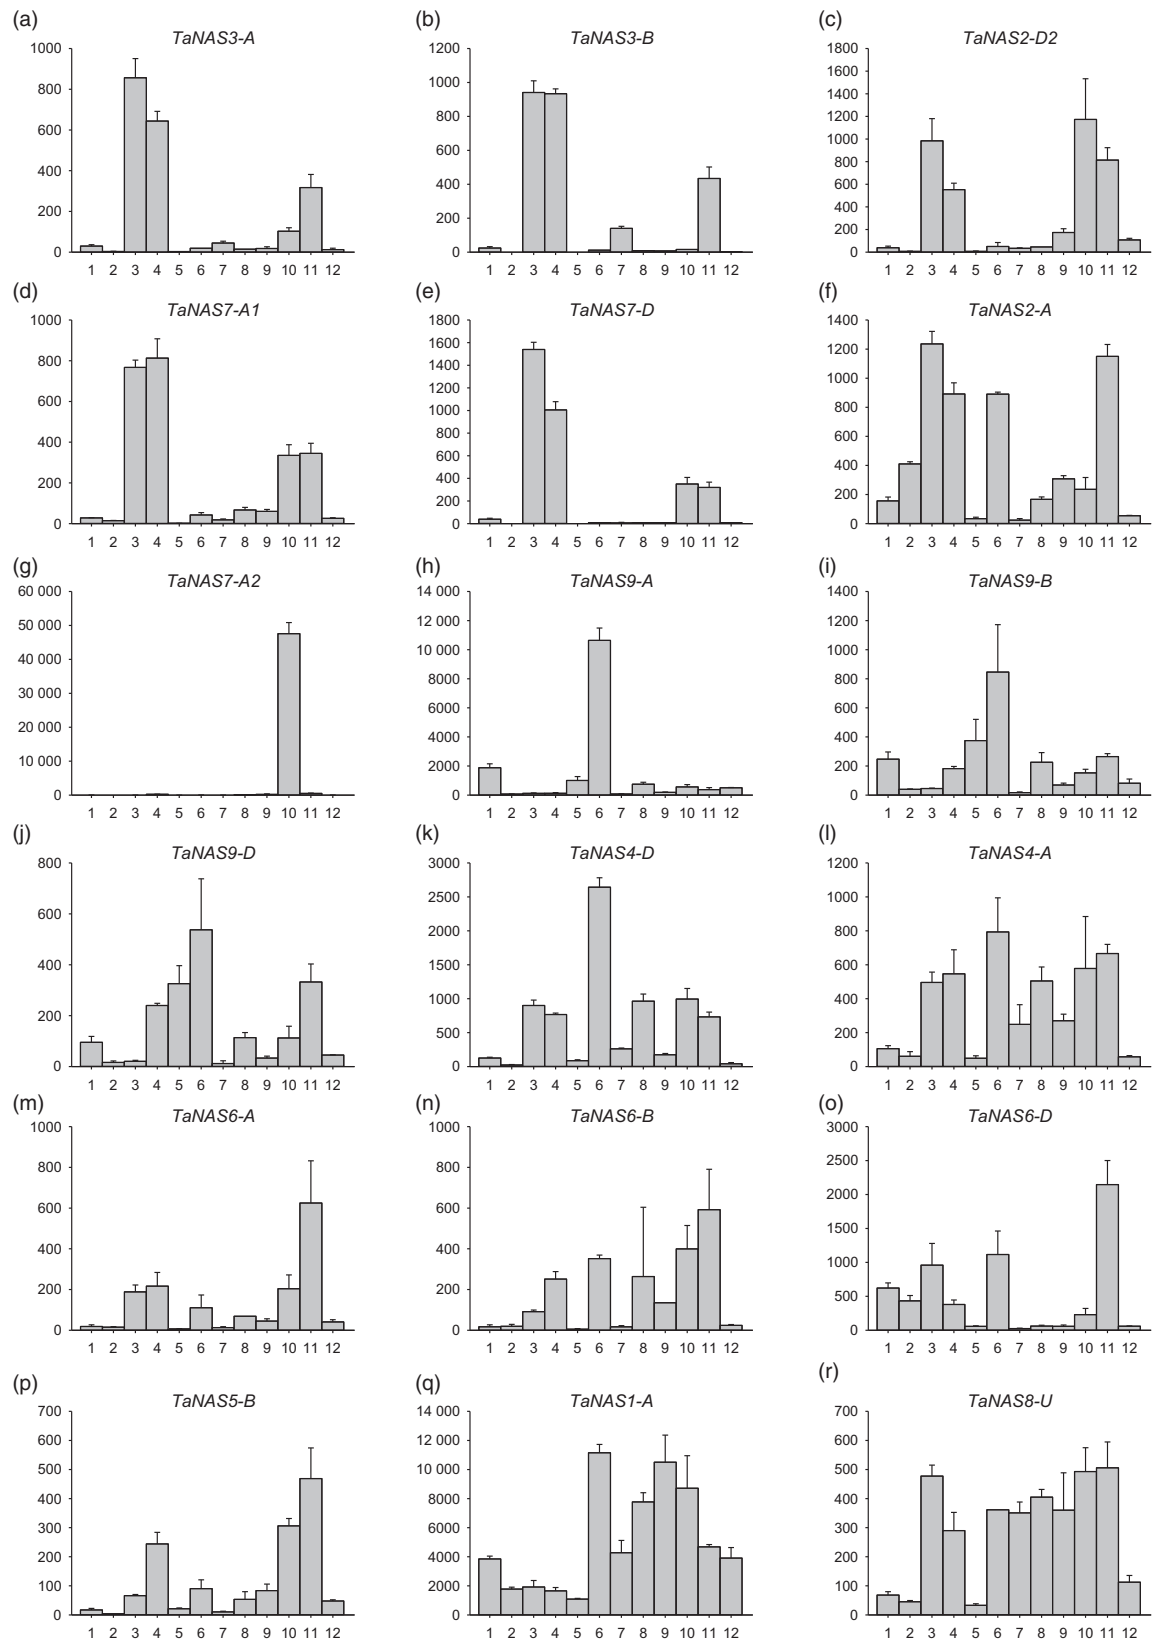 (a) (b) (c)
TaNAS3-A TaNAS3-B TaNAS2-D2
1000 1200 1800
1600
1000
800 1400
800 1200
600 1000
600
800
400
400 600
200 400
200
200
0 0 0
1 2 3 4 5 6 7 8 9 10 11 12 1 2 3 4 5 6 7 8 9 10 11 12 1 2 3 4 5 6 7 8 9 10 11 12
(d) (e) (f)
TaNAS7-A1 TaNAS7-D TaNAS2-A
1000 1800 1400
1600
1200
800 1400
1000
1200
600 1000 800
800 600
400
600
400
200 400
200 200
0 0 0
1 2 3 4 5 6 7 8 9 10 11 12 1 2 3 4 5 6 7 8 9 10 11 12 1 2 3 4 5 6 7 8 9 10 11 12
(g) (h) (i)
TaNAS7-A2 TaNAS9-A TaNAS9-B
60 000 14 000 1400
50 000 12 000 1200
40 000 10 000 1000
8000 800
30 000
6000 600
20 000
4000 400
10 000 2000 200
0 0 0
1 2 3 4 5 6 7 8 9 10 11 12 1 2 3 4 5 6 7 8 9 10 11 12 1 2 3 4 5 6 7 8 9 10 11 12
(j) (k) (l)
TaNAS9-D TaNAS4-D TaNAS4-A
800 3000 1200
2500 1000
600
2000 800
400 1500 600
1000 400
200
500 200
0 0 0
1 2 3 4 5 6 7 8 9 10 11 12 1 2 3 4 5 6 7 8 9 10 11 12 1 2 3 4 5 6 7 8 9 10 11 12
(m) (n) (o)
TaNAS6-A TaNAS6-B TaNAS6-D
1000 1000 3000
2500
800 800
2000
600 600
1500
400 400
1000
200 200 500
0 0 0
1 2 3 4 5 6 7 8 9 10 11 12 1 2 3 4 5 6 7 8 9 10 11 12 1 2 3 4 5 6 7 8 9 10 11 12
(p) (q) (r)
TaNAS5-B TaNAS1-A TaNAS8-U
700 14 000 700
600 12 000 600
500 10 000 500
400 8000 400
300 6000 300
200 4000 200
100 2000 100
0 0 0
1 2 3 4 5 6 7 8 9 10 11 12 1 2 3 4 5 6 7 8 9 10 11 12 1 2 3 4 5 6 7 8 9 10 11 12